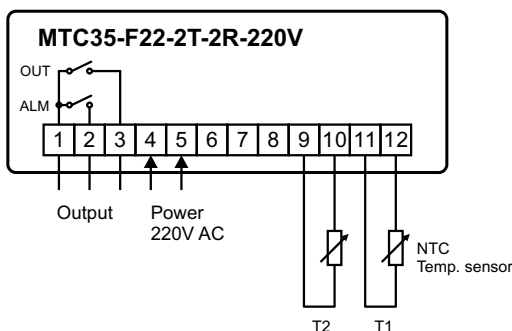 MTC35-F22-2T-2R-220V
OUT
ALM
1 2 3 4 5 6 7 8 9 10 11 12
Output
Power
220V AC
NTC
Temp. sensor
T2 T1